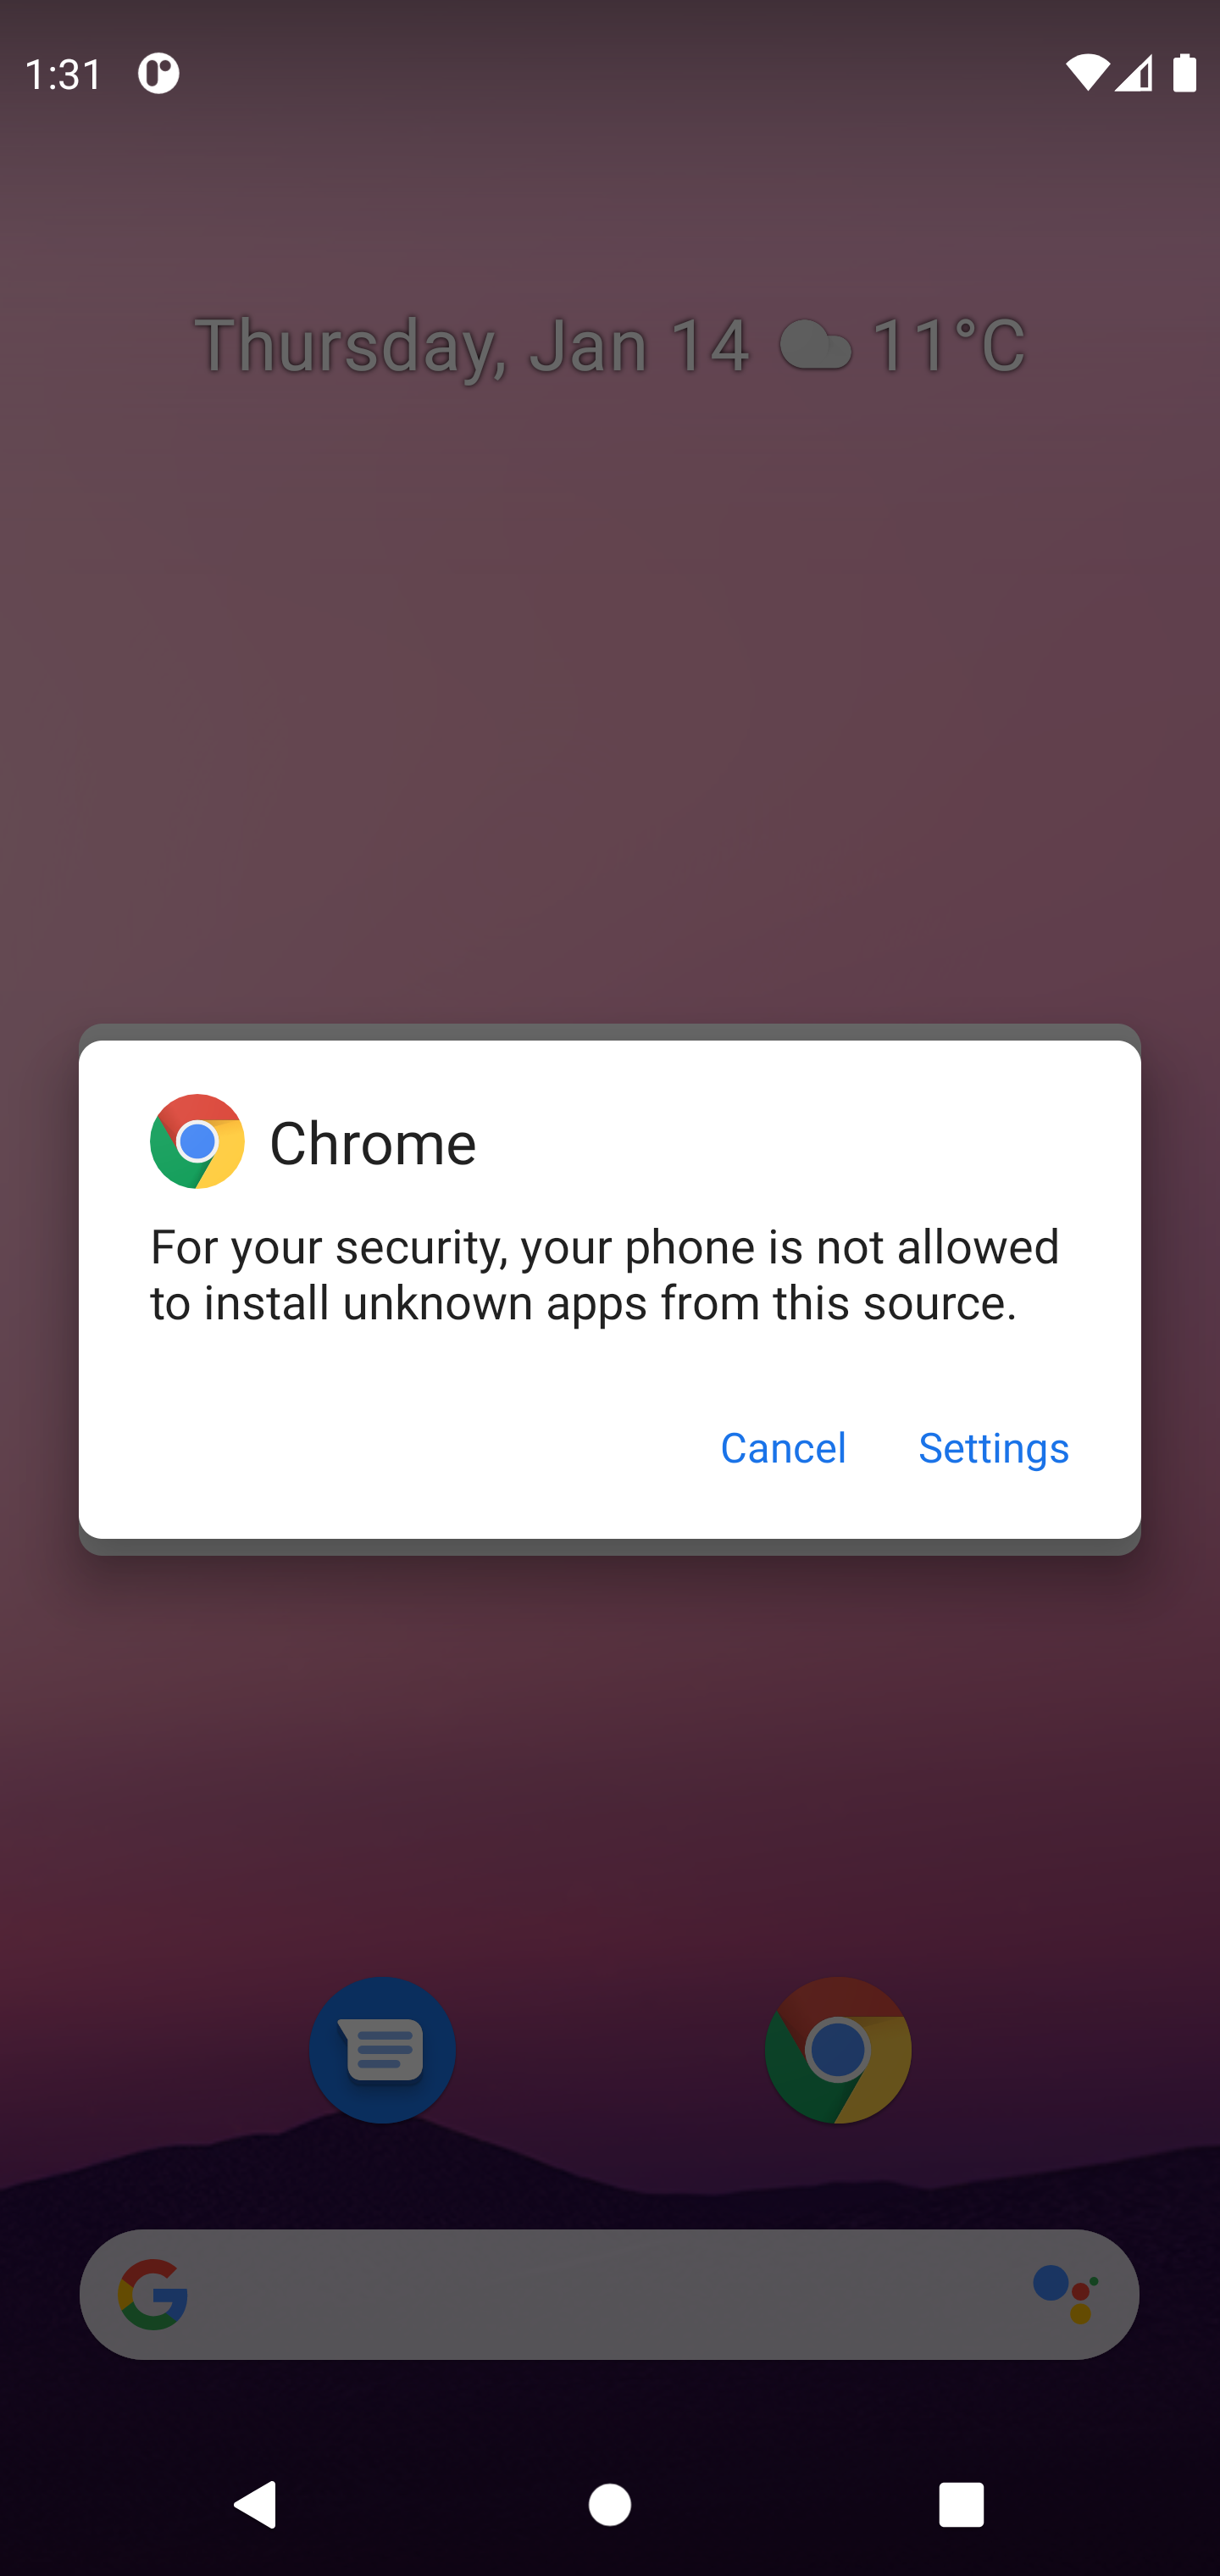 1:31
Thursday, Jan 14 11°C
Chrome
For your security, your phone is not allowed
to install unknown apps from this source.
Cancel Settings